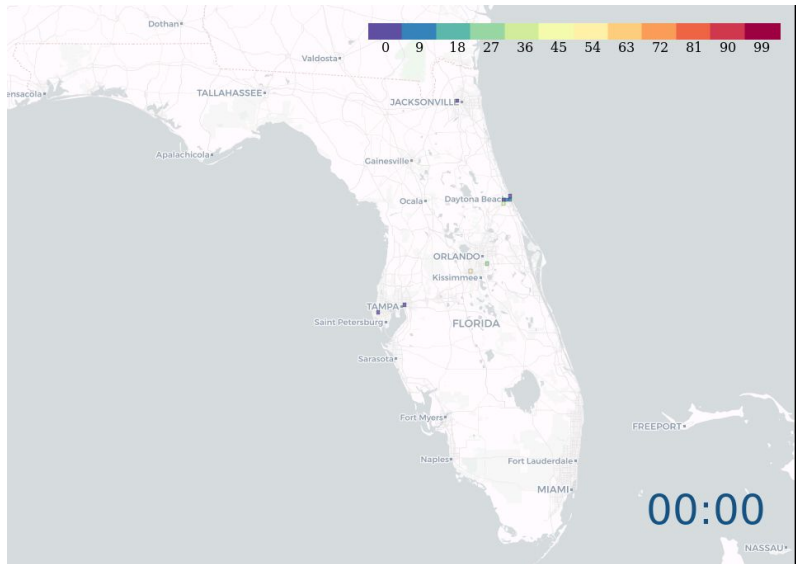 Dothan
0 9 18 27 36 45 54 63 72 81 90 99
Valdosta
ensacola
TALLAHASSEE
JACKSONVILLE
Apalachicola
Gainesville
Ocala
Daytona Beach
ORLANDO
Kissimmee
TAMPA
Saint Petersburg
FLORIDA
Sarasota
Fort Myers
FREEPORT
Naples
Fort Lauderdale
MIAMI
00:00
NASSAU